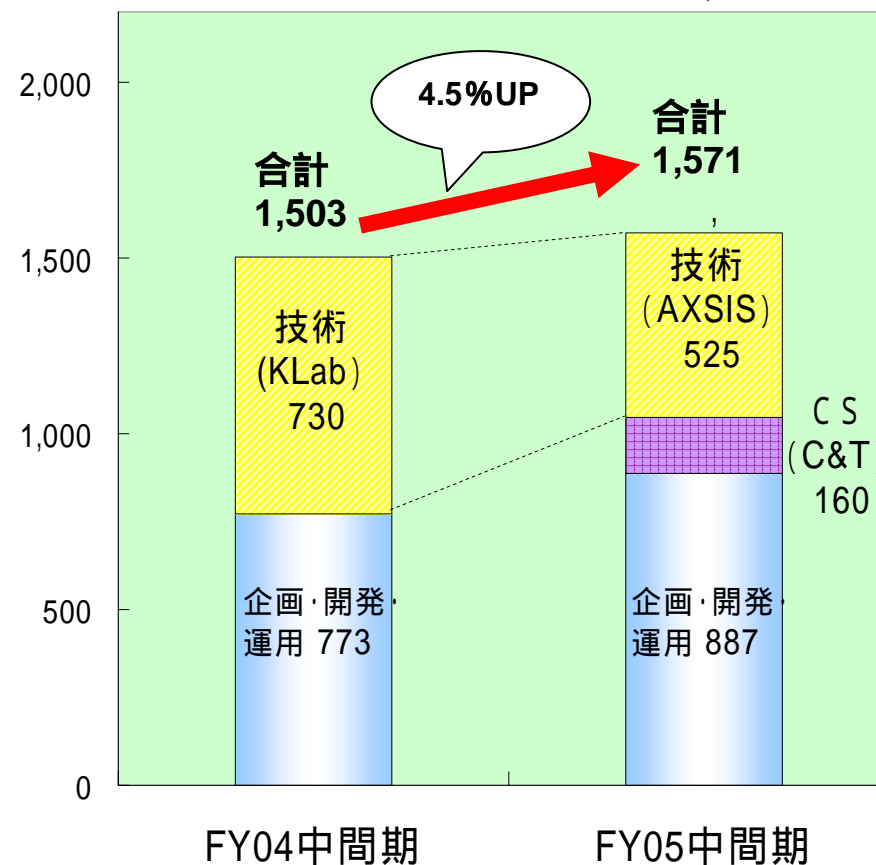 2,000
1,500
1,000
500
0
4.5%UP
合計
1,503
合計
1,571
,
技術
(KLab)
730
企画・開発・
運用 773
技術
(AXSIS)
525
CS
(C&T
160
企画・開発・
運用 887
FY04中間期
FY05中間期